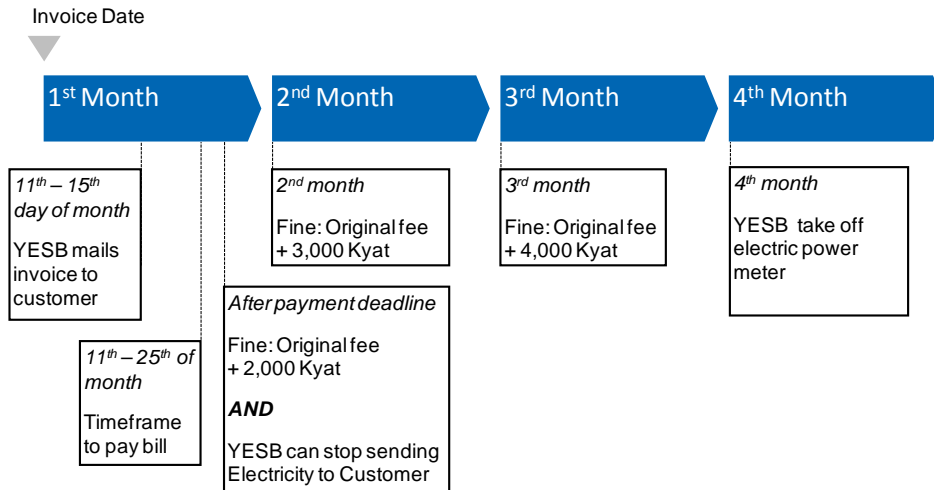 Invoice Date
1st Month
2nd Month
3rd Month
4th Month
11th – 15th
day of month
YESB mails
invoice to
customer
11th – 25th of
month
Timeframe
to pay bill
After payment deadline
Fine: Original fee
+ 2,000 Kyat
AND
YESB can stop sending
Electricity to Customer
2nd month
Fine: Original fee
+ 3,000 Kyat
3rd month
Fine: Original fee
+ 4,000 Kyat
4th month
YESB take off
electric power
meter